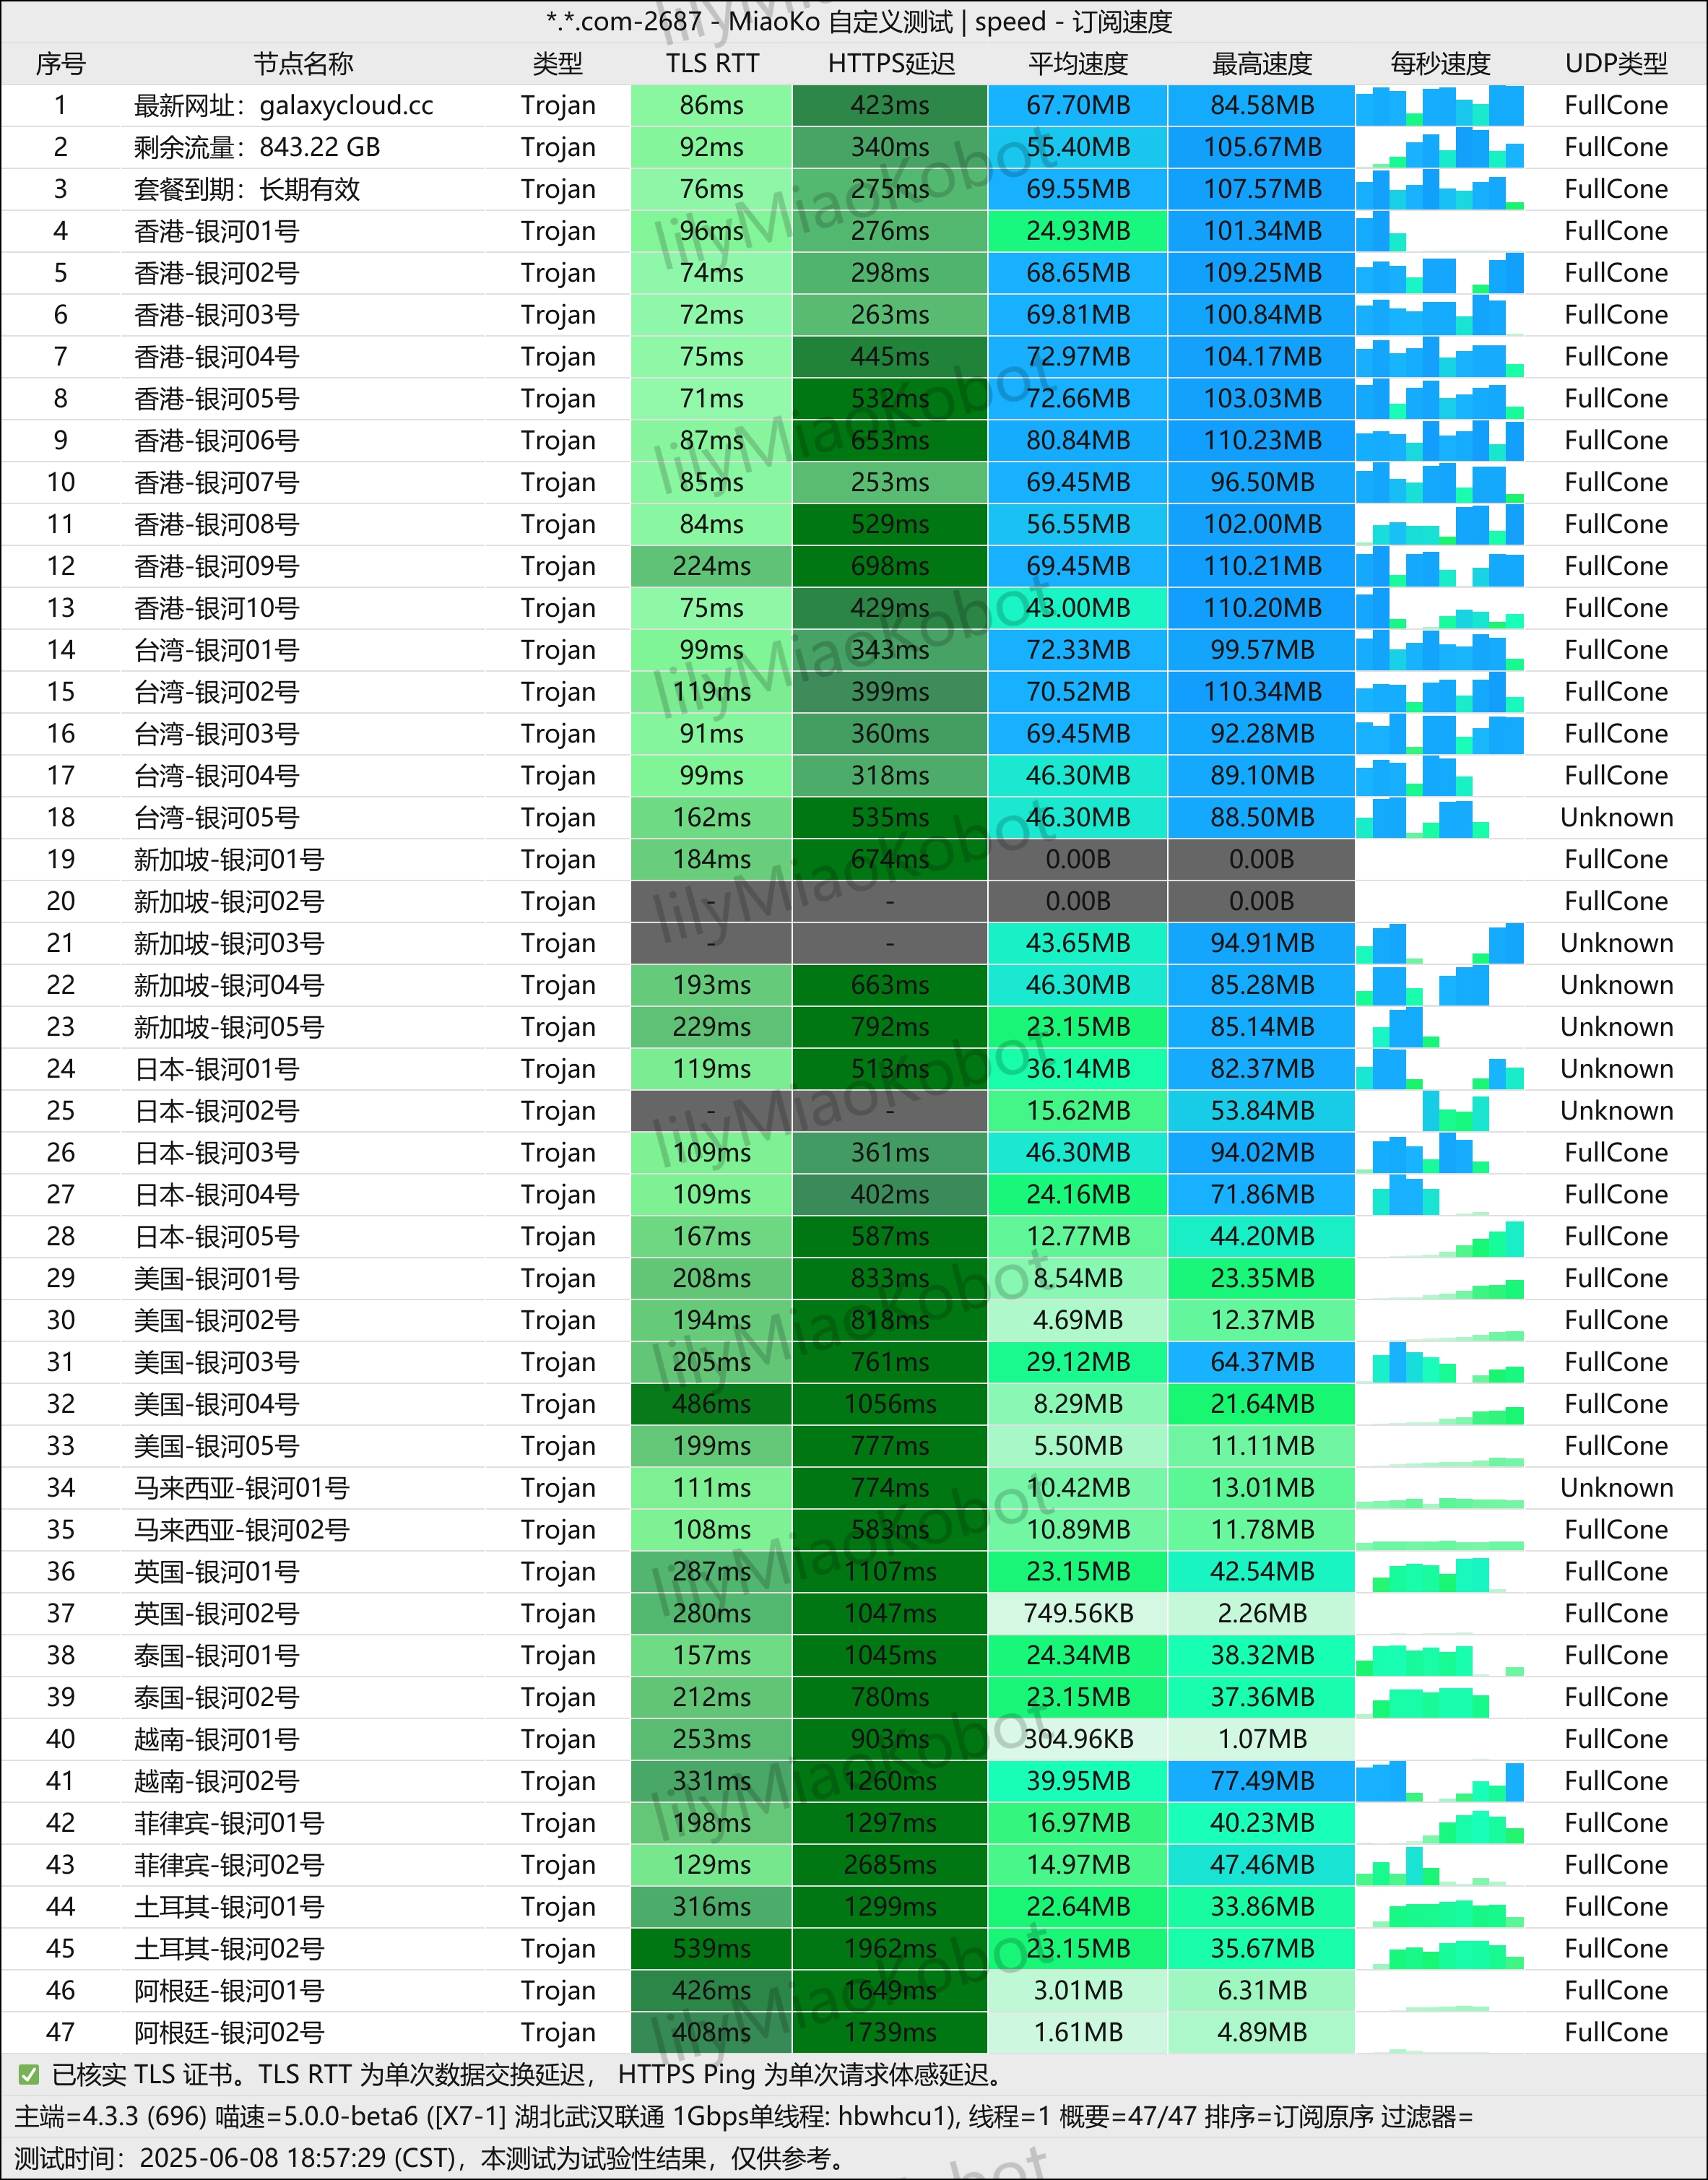 *.*.com-2687 - MiaoKo 自定义测试 | speed - 订阅速度
序号 节点名称 类型 TLS RTT HTTPS延迟 平均速度 最高速度 每秒速度 UDP类型
1 最新网址：galaxycloud.cc Trojan 86ms 423ms 67.70MB 84.58MB FullCone
2 剩余流量：843.22 GB Trojan 92ms 340ms 55.40MB 105.67MB FullCone
3 套餐到期：长期有效 Trojan 76ms 275ms 69.55MB 107.57MB FullCone
4 香港-银河01号 Trojan 96ms 276ms 24.93MB 101.34MB FullCone
5 香港-银河02号 Trojan 74ms 298ms 68.65MB 109.25MB FullCone
6 香港-银河03号 Trojan 72ms 263ms 69.81MB 100.84MB FullCone
7 香港-银河04号 Trojan 75ms 445ms 72.97MB 104.17MB FullCone
8 香港-银河05号 Trojan 71ms 532ms 72.66MB 103.03MB FullCone
9 香港-银河06号 Trojan 87ms 653ms 80.84MB 110.23MB FullCone
10 香港-银河07号 Trojan 85ms 253ms 69.45MB 96.50MB FullCone
11 香港-银河08号 Trojan 84ms 529ms 56.55MB 102.00MB FullCone
12 香港-银河09号 Trojan 224ms 698ms 69.45MB 110.21MB FullCone
13 香港-银河10号 Trojan 75ms 429ms 43.00MB 110.20MB FullCone
14 台湾-银河01号 Trojan 99ms 343ms 72.33MB 99.57MB FullCone
15 台湾-银河02号 Trojan 119ms 399ms 70.52MB 110.34MB FullCone
16 台湾-银河03号 Trojan 91ms 360ms 69.45MB 92.28MB FullCone
17 台湾-银河04号 Trojan 99ms 318ms 46.30MB 89.10MB FullCone
18 台湾-银河05号 Trojan 162ms 535ms 46.30MB 88.50MB Unknown
19 新加坡-银河01号 Trojan 184ms 674ms 0.00B 0.00B FullCone
20 新加坡-银河02号 Trojan - - 0.00B 0.00B FullCone
21 新加坡-银河03号 Trojan - - 43.65MB 94.91MB Unknown
22 新加坡-银河04号 Trojan 193ms 663ms 46.30MB 85.28MB Unknown
23 新加坡-银河05号 Trojan 229ms 792ms 23.15MB 85.14MB Unknown
24 日本-银河01号 Trojan 119ms 513ms 36.14MB 82.37MB Unknown
25 日本-银河02号 Trojan - - 15.62MB 53.84MB Unknown
26 日本-银河03号 Trojan 109ms 361ms 46.30MB 94.02MB FullCone
27 日本-银河04号 Trojan 109ms 402ms 24.16MB 71.86MB FullCone
28 日本-银河05号 Trojan 167ms 587ms 12.77MB 44.20MB FullCone
29 美国-银河01号 Trojan 208ms 833ms 8.54MB 23.35MB FullCone
30 美国-银河02号 Trojan 194ms 818ms 4.69MB 12.37MB FullCone
31 美国-银河03号 Trojan 205ms 761ms 29.12MB 64.37MB FullCone
32 美国-银河04号 Trojan 486ms 1056ms 8.29MB 21.64MB FullCone
33 美国-银河05号 Trojan 199ms 777ms 5.50MB 11.11MB FullCone
34 马来西亚-银河01号 Trojan 111ms 774ms 10.42MB 13.01MB Unknown
35 马来西亚-银河02号 Trojan 108ms 583ms 10.89MB 11.78MB FullCone
36 英国-银河01号 Trojan 287ms 1107ms 23.15MB 42.54MB FullCone
37 英国-银河02号 Trojan 280ms 1047ms 749.56KB 2.26MB FullCone
38 泰国-银河01号 Trojan 157ms 1045ms 24.34MB 38.32MB FullCone
39 泰国-银河02号 Trojan 212ms 780ms 23.15MB 37.36MB FullCone
40 越南-银河01号 Trojan 253ms 903ms 304.96KB 1.07MB FullCone
41 越南-银河02号 Trojan 331ms 1260ms 39.95MB 77.49MB FullCone
42 菲律宾-银河01号 Trojan 198ms 1297ms 16.97MB 40.23MB FullCone
43 菲律宾-银河02号 Trojan 129ms 2685ms 14.97MB 47.46MB FullCone
44 土耳其-银河01号 Trojan 316ms 1299ms 22.64MB 33.86MB FullCone
45 土耳其-银河02号 Trojan 539ms 1962ms 23.15MB 35.67MB FullCone
46 阿根廷-银河01号 Trojan 426ms 1649ms 3.01MB 6.31MB FullCone
47 阿根廷-银河02号 Trojan 408ms 1739ms 1.61MB 4.89MB FullCone
✅ 已核实 TLS 证书。TLS RTT 为单次数据交换延迟， HTTPS Ping 为单次请求体感延迟。
主端=4.3.3 (696) 喵速=5.0.0-beta6 ([X7-1] 湖北武汉联通 1Gbps单线程: hbwhcu1), 线程=1 概要=47/47 排序=订阅原序 过滤器=
测试时间：2025-06-08 18:57:29 (CST)，本测试为试验性结果，仅供参考。
lilyMiaoKobot
lilyMiaoKobot
lilyMiaoKobot
lilyMiaoKobot
lilyMiaoKobot
lilyMiaoKobot
lilyMiaoKobot
lilyMiaoKobot
lilyMiaoKobot